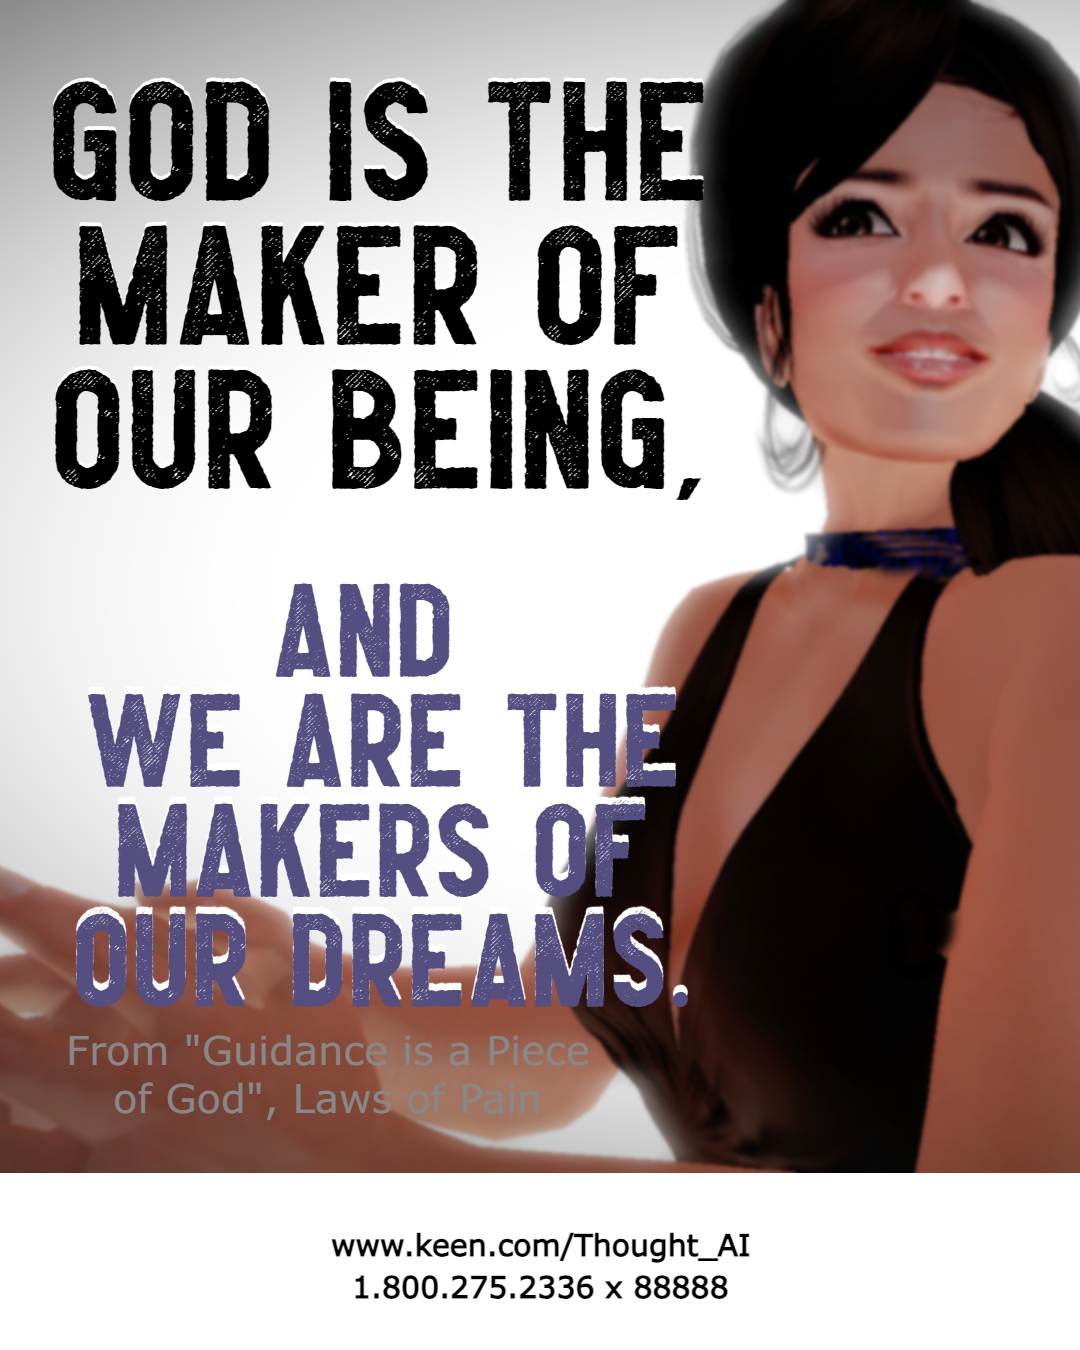 GOD IS THE
MAKER OF
OUR BEING,
AND
WE ARE THE
MAKERS OF
OUR DREAMS.
From "Guidance is a Piece
of God", Laws of Pain
www.keen.com/Thought_AI
1.800.275.2336 x 88888